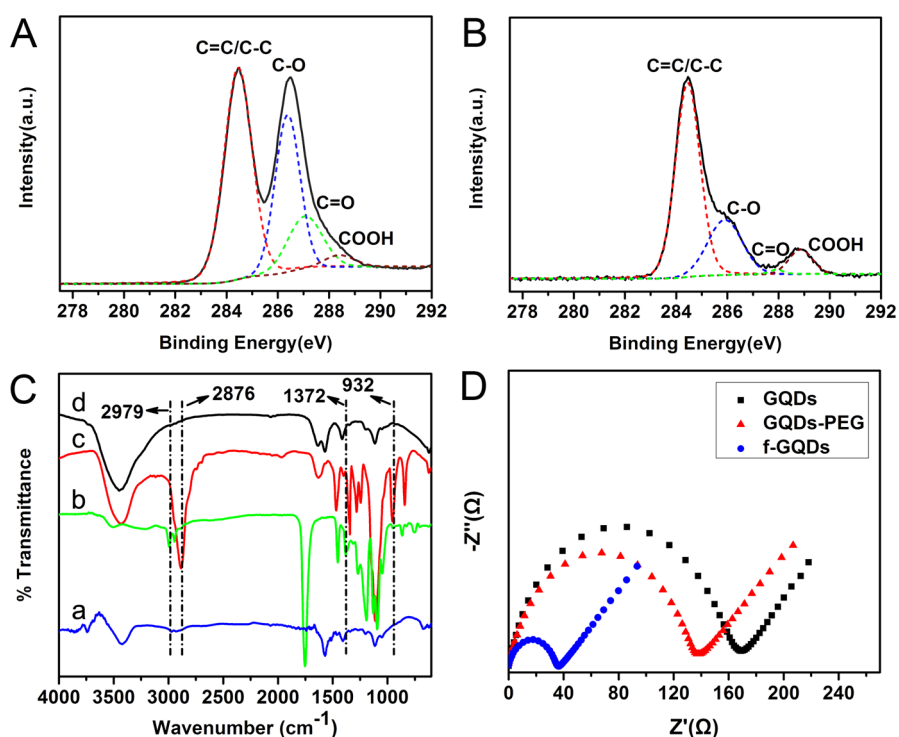 A
C=C/C-C
C-O
C=O
COOH
Intensity(a.u.)
278 280 282 284 286 288 290 292
Binding Energy(eV)
B
C=C/C-C
C-O
C=O
COOH
Intensity(a.u.)
278 280 282 284 286 288 290 292
Binding Energy(eV)
C
2979
2876
1372
932
d
c
b
a
% Transmittance
4000 3500 3000 2500 2000 1500 1000
Wavenumber (cm⁻¹)
D
GQDs
GQDs-PEG
f-GQDs
-Z''(Ω)
0 40 80 120 160 200 240
Z'(Ω)